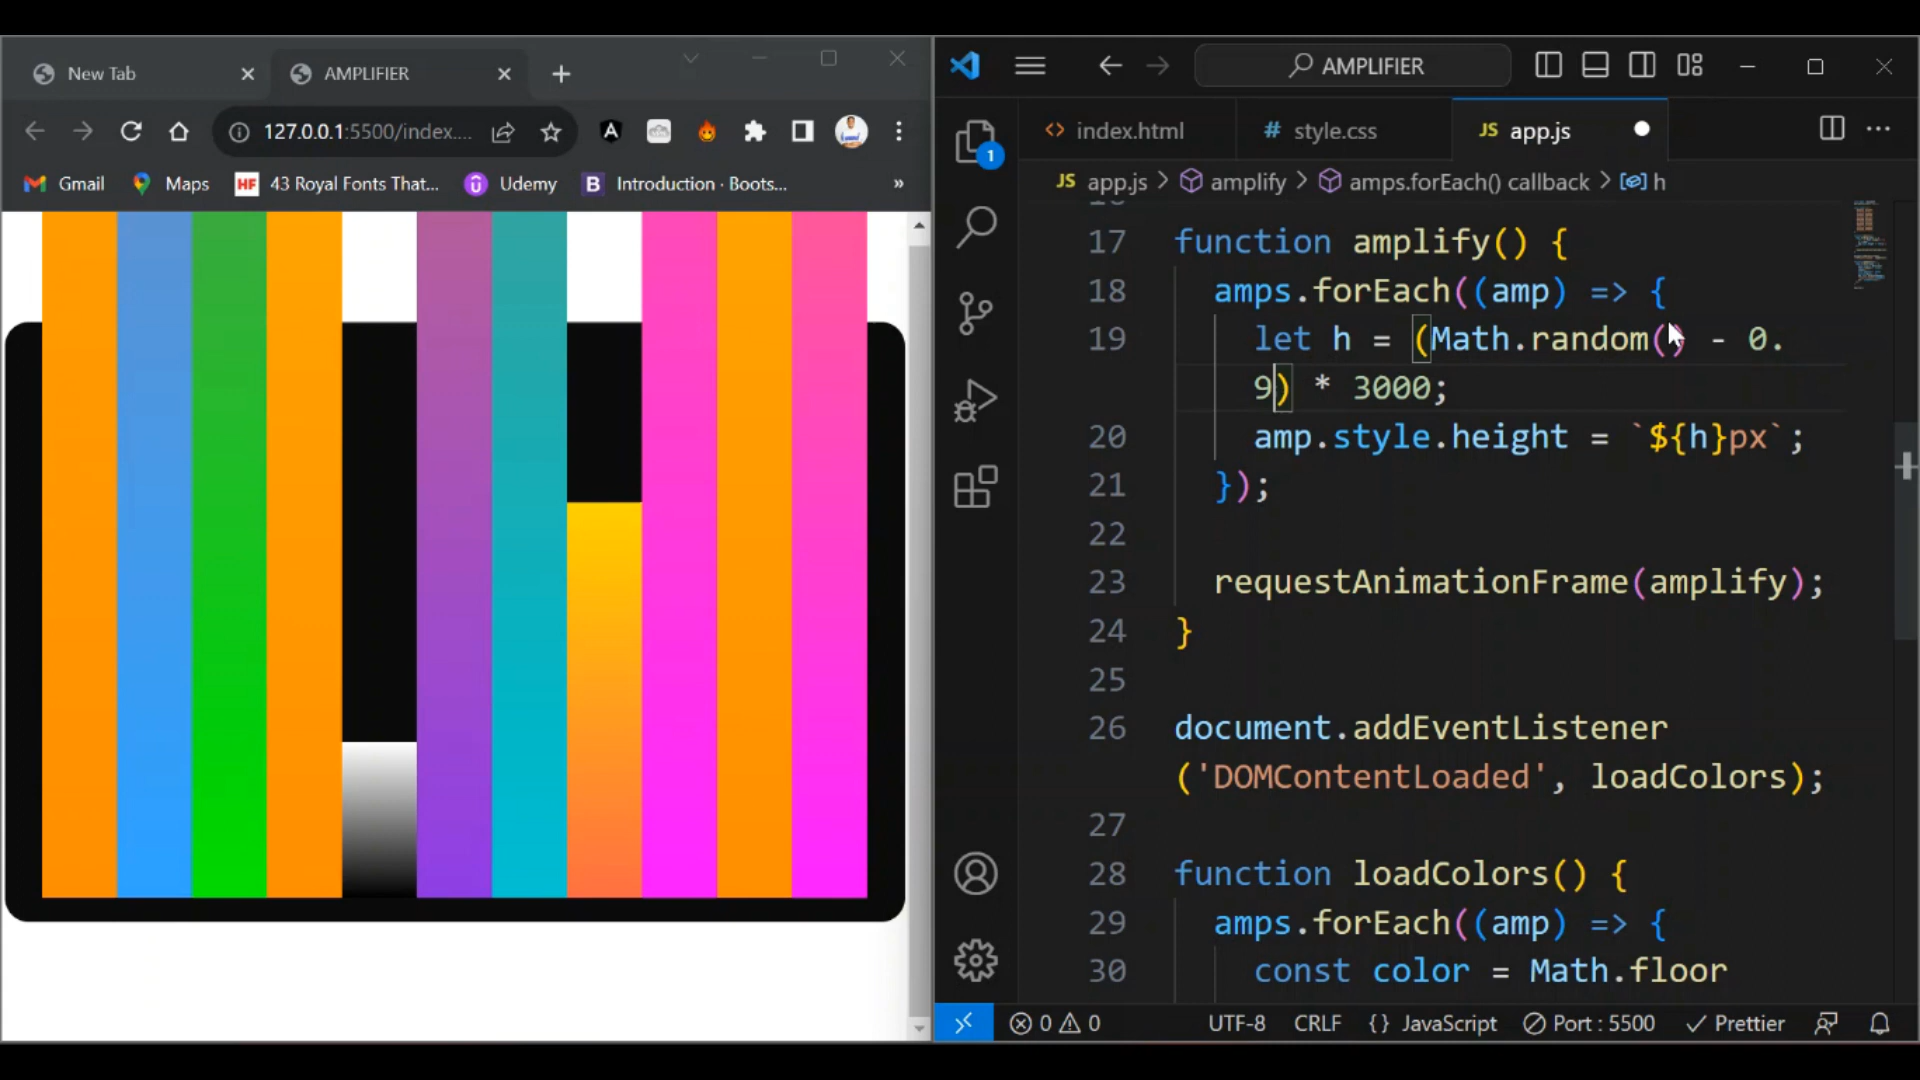 New Tab
AMPLIFIER
127.0.0.1:5500/index....
Gmail
Maps
HF
43 Royal Fonts That...
Udemy
B
Introduction · Boots...
»
AMPLIFIER
1
<> index.html
# style.css
JS app.js
JS app.js > amplify > amps.forEach() callback > h
17 function amplify() {
18 amps.forEach((amp) => {
19 let h = (Math.random() - 0.
9) * 3000;
20 amp.style.height = `${h}px`;
21 });
22
23 requestAnimationFrame(amplify);
24 }
25
26 document.addEventListener
('DOMContentLoaded', loadColors);
27
28 function loadColors() {
29 amps.forEach((amp) => {
30 const color = Math.floor
0 0
UTF-8
CRLF
{ } JavaScript
Port : 5500
Prettier